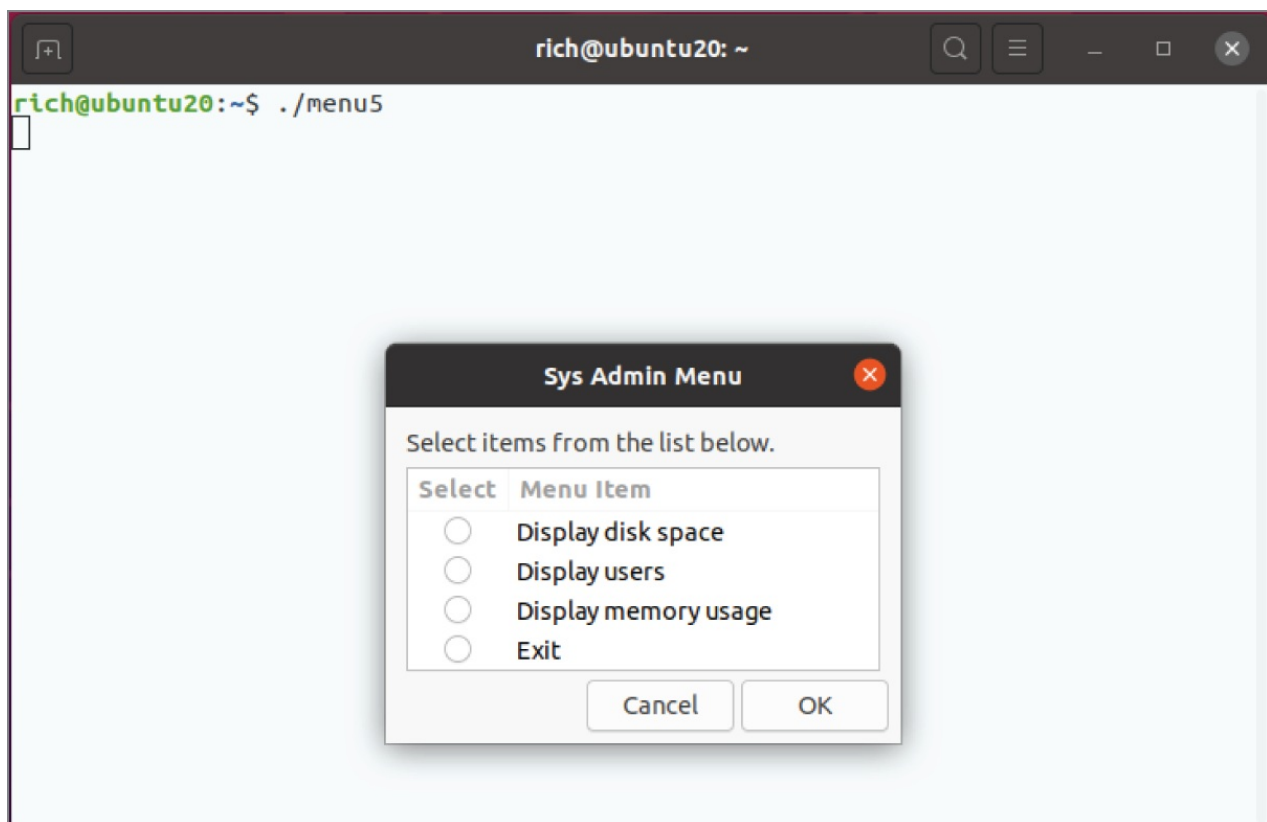 rich@ubuntu20: ~
rich@ubuntu20:~$ ./menu5
Sys Admin Menu
Select items from the list below.
Select Menu Item
Display disk space
Display users
Display memory usage
Exit
Cancel OK